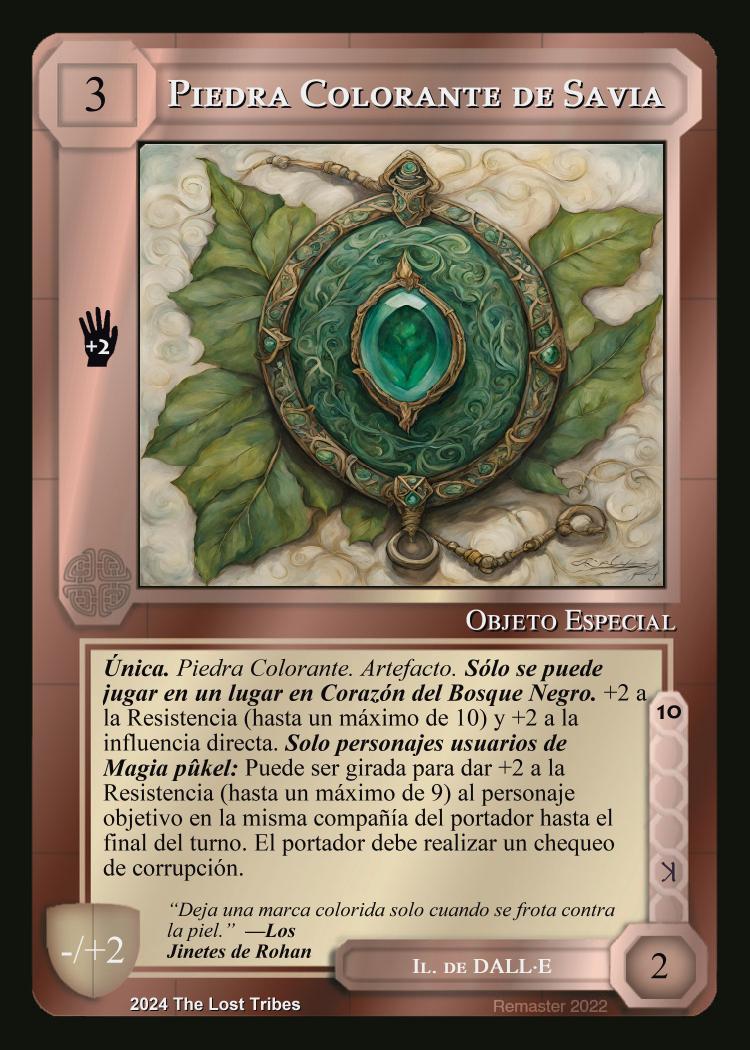 3
PIEDRA COLORANTE DE SAVIA
+2
OBJETO ESPECIAL
Única. Piedra Colorante. Artefacto. Sólo se puede
jugar en un lugar en Corazón del Bosque Negro. +2 a
la Resistencia (hasta un máximo de 10) y +2 a la
influencia directa. Solo personajes usuarios de
Magia pûkel: Puede ser girada para dar +2 a la
Resistencia (hasta un máximo de 9) al personaje
objetivo en la misma compañía del portador hasta el
final del turno. El portador debe realizar un chequeo
de corrupción.
10
“Deja una marca colorida solo cuando se frota contra
la piel.” —Los
Jinetes de Rohan
-/+2
IL. DE DALL·E
2
2024 The Lost Tribes
Remaster 2022